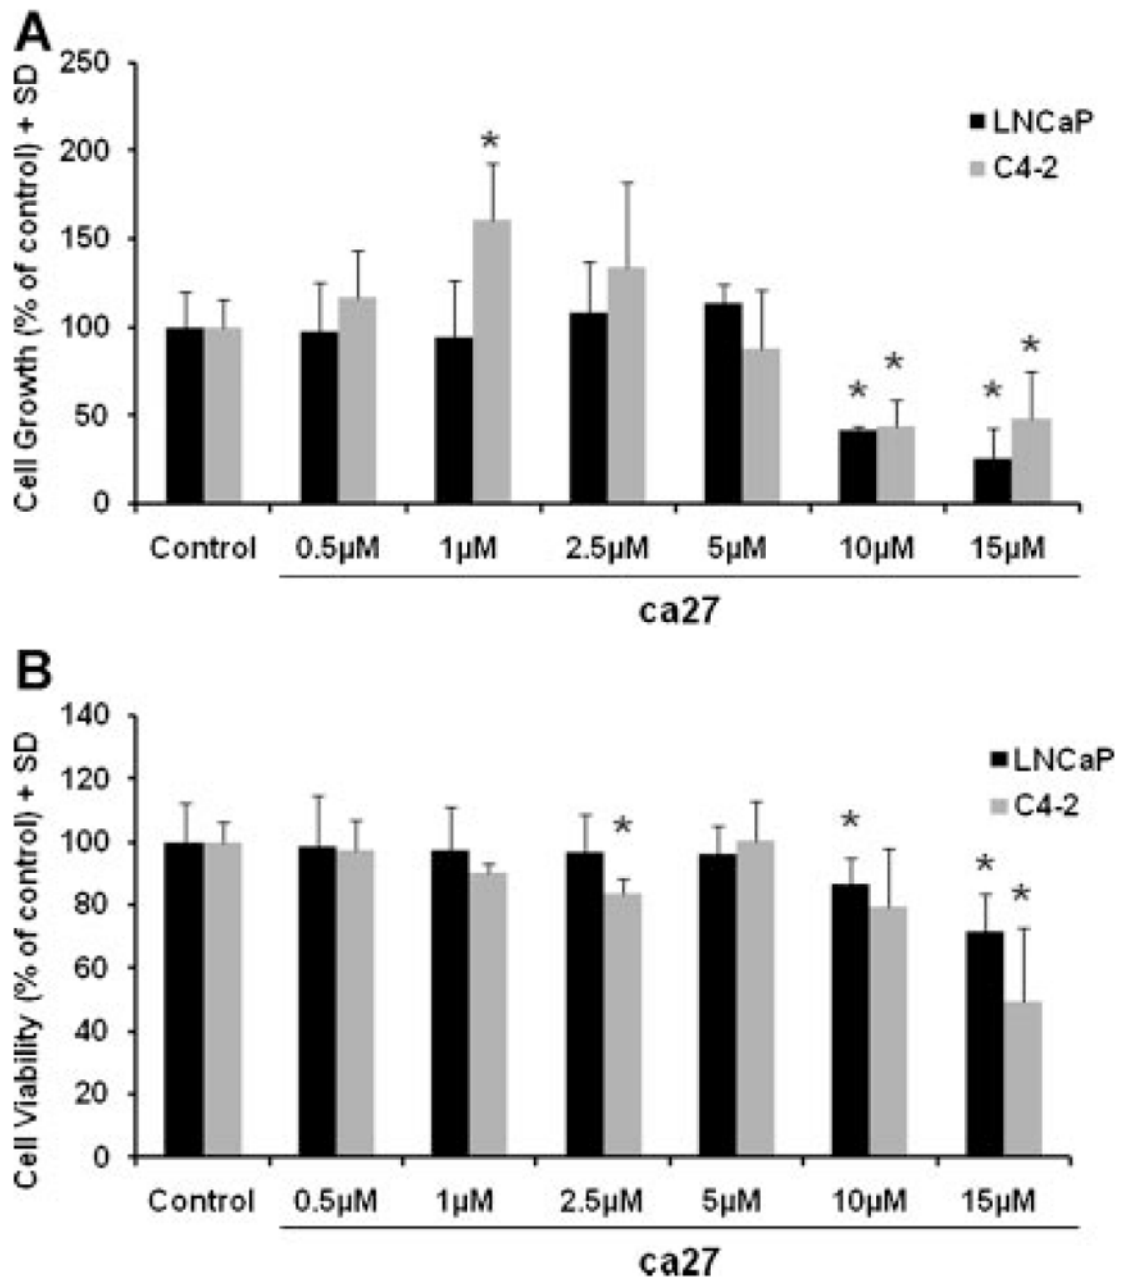 A
Cell Growth (% of control) + SD
250
200
150
100
50
0
LNCaP
C4-2
*
* * * *
Control 0.5µM 1µM 2.5µM 5µM 10µM 15µM
ca27
B
Cell Viability (% of control) + SD
140
120
100
80
60
40
20
0
LNCaP
C4-2
* * * *
Control 0.5µM 1µM 2.5µM 5µM 10µM 15µM
ca27